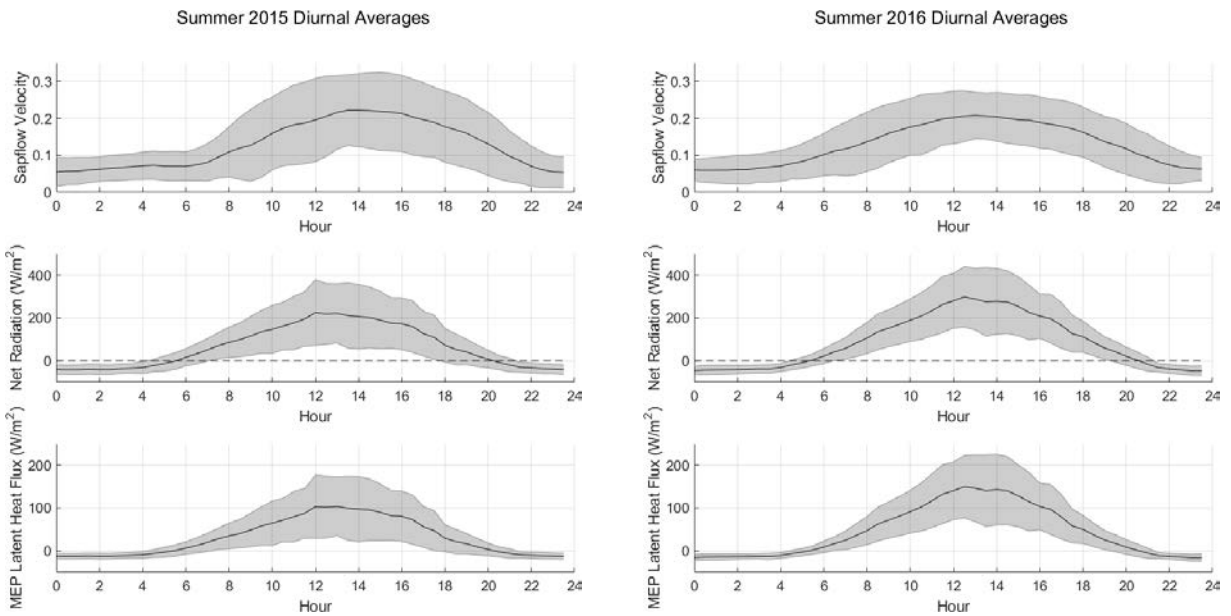 Summer 2015 Diurnal Averages
Sapflow Velocity
0.3
0.2
0.1
0
0 2 4 6 8 10 12 14 16 18 20 22 24
Hour
Net Radiation (W/m²)
400
200
0
0 2 4 6 8 10 12 14 16 18 20 22 24
Hour
MEP Latent Heat Flux (W/m²)
200
100
0
0 2 4 6 8 10 12 14 16 18 20 22 24
Hour
Summer 2016 Diurnal Averages
Sapflow Velocity
0.3
0.2
0.1
0
0 2 4 6 8 10 12 14 16 18 20 22 24
Hour
Net Radiation (W/m²)
400
200
0
0 2 4 6 8 10 12 14 16 18 20 22 24
Hour
MEP Latent Heat Flux (W/m²)
200
100
0
0 2 4 6 8 10 12 14 16 18 20 22 24
Hour